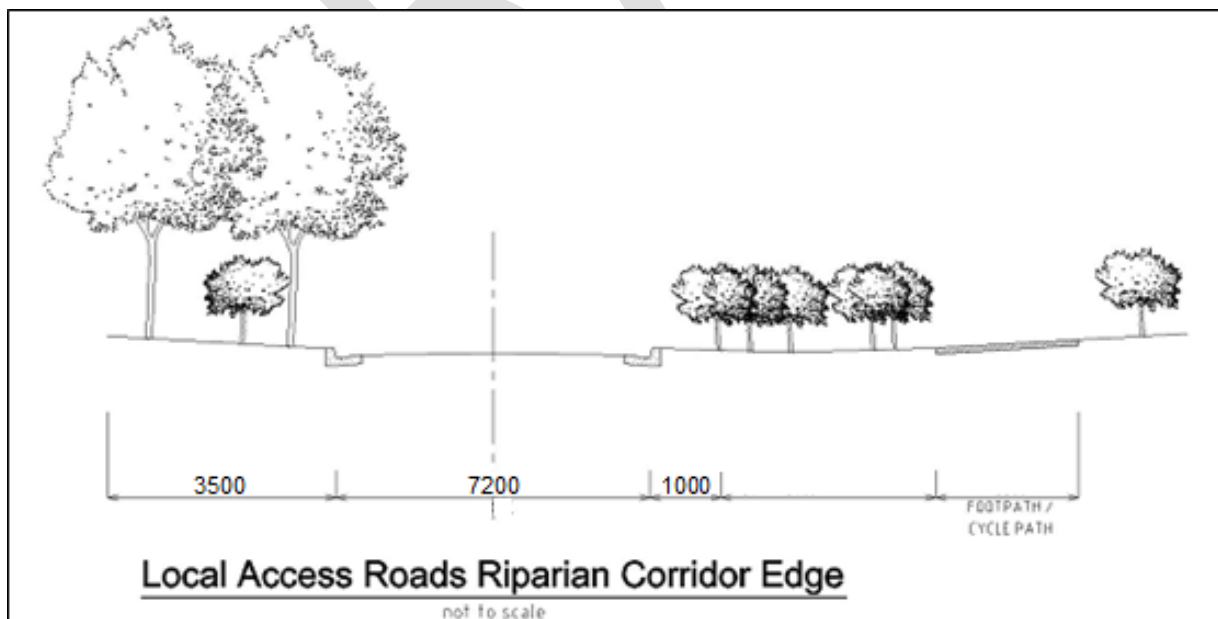 3500
7200
1000
FOOTPATH /
CYCLE PATH
Local Access Roads Riparian Corridor Edge
not to scale